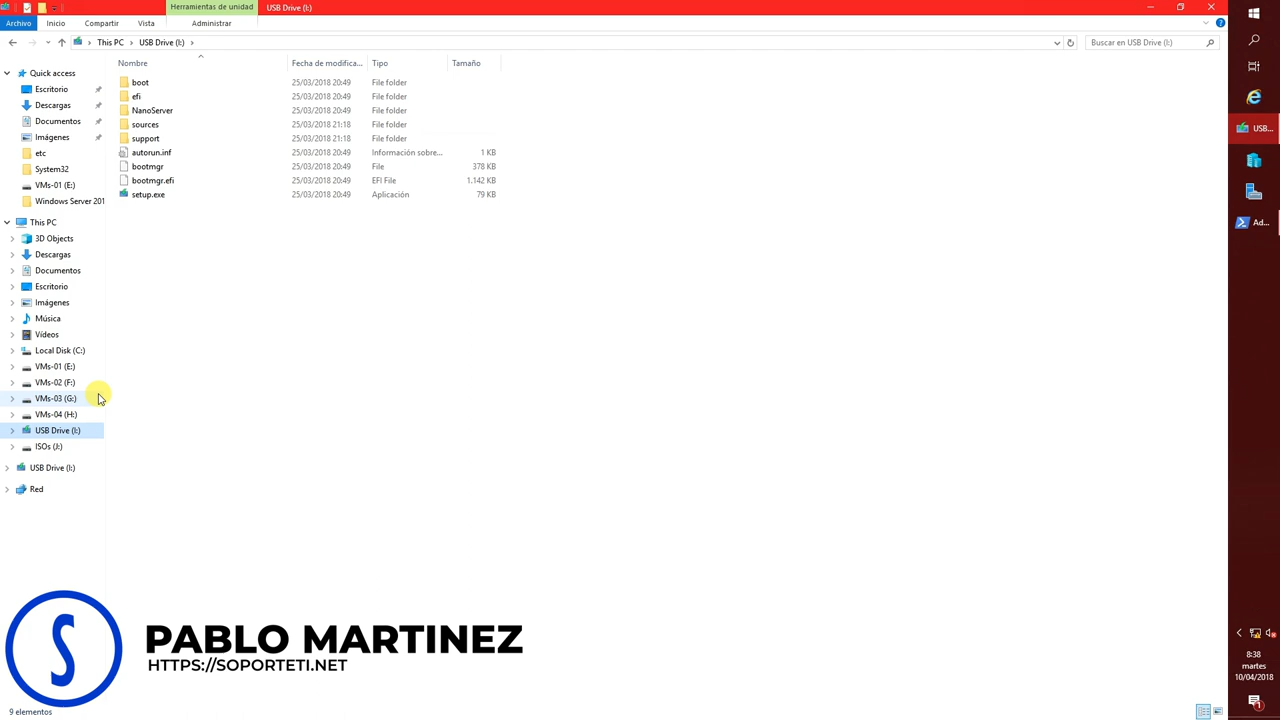 Herramientas de unidad
USB Drive (I:)
Archivo
Inicio
Compartir
Vista
Administrar
This PC
USB Drive (I:)
Buscar en USB Drive (I:)
Nombre
Fecha de modifica...
Tipo
Tamaño
boot 25/03/2018 20:49 File folder
efi 25/03/2018 20:49 File folder
NanoServer 25/03/2018 20:49 File folder
sources 25/03/2018 21:18 File folder
support 25/03/2018 21:18 File folder
autorun.inf 25/03/2018 20:49 Información sobre... 1 KB
bootmgr 25/03/2018 20:49 File 378 KB
bootmgr.efi 25/03/2018 20:49 EFI File 1.142 KB
setup.exe 25/03/2018 20:49 Aplicación 79 KB
Quick access
Escritorio
Descargas
Documentos
Imágenes
etc
System32
VMs-01 (E:)
Windows Server 201
This PC
3D Objects
Descargas
Documentos
Escritorio
Imágenes
Música
Vídeos
Local Disk (C:)
VMs-01 (E:)
VMs-02 (F:)
VMs-03 (G:)
VMs-04 (H:)
USB Drive (I:)
ISOs (J:)
USB Drive (I:)
Red
S
PABLO MARTINEZ
HTTPS://SOPORTETI.NET
9 elementos
USB...
Ad...
8:38
martes
10/04/2018
1